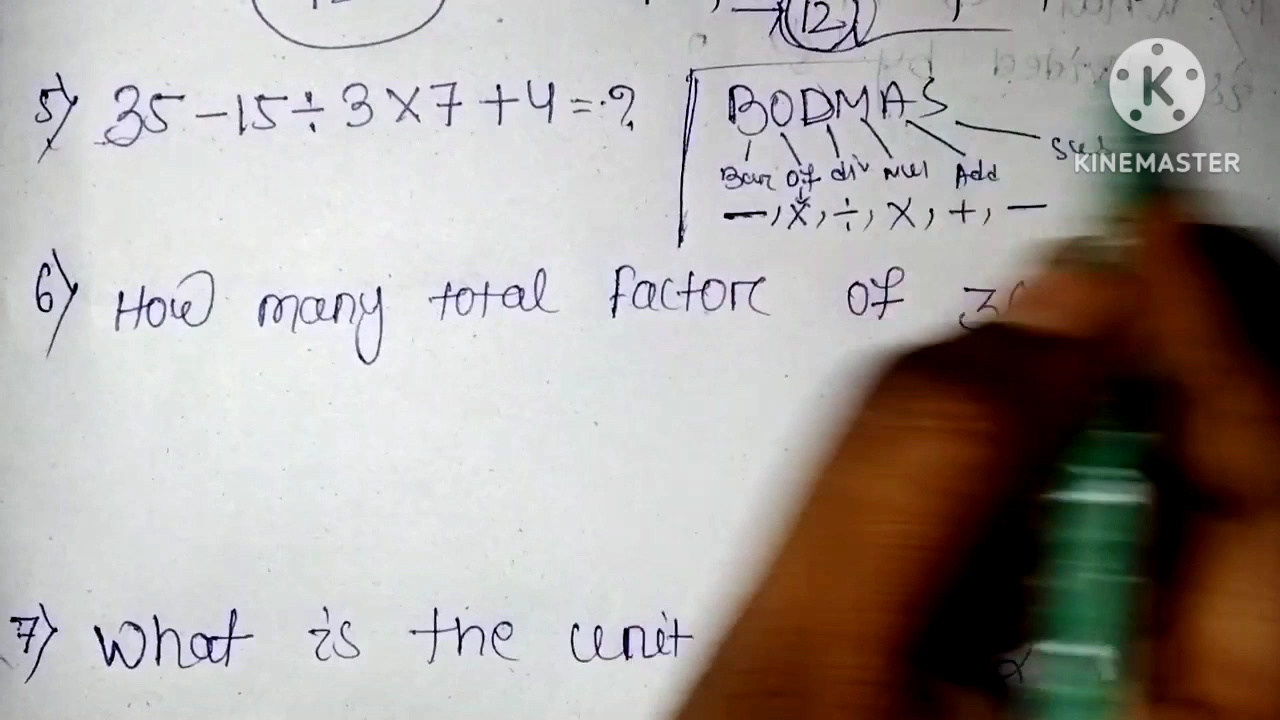 12
5) 35 - 15 ÷ 3 × 7 + 4 = ?
BODMAS
Bar of div Mul Add
—, ×, ÷, ×, +, —
K
KINEMASTER
6) How many total factore of
7) What is the unit